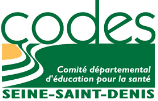 codes
Comité départemental
d'éducation pour la santé
SEINE-SAINT-DENIS